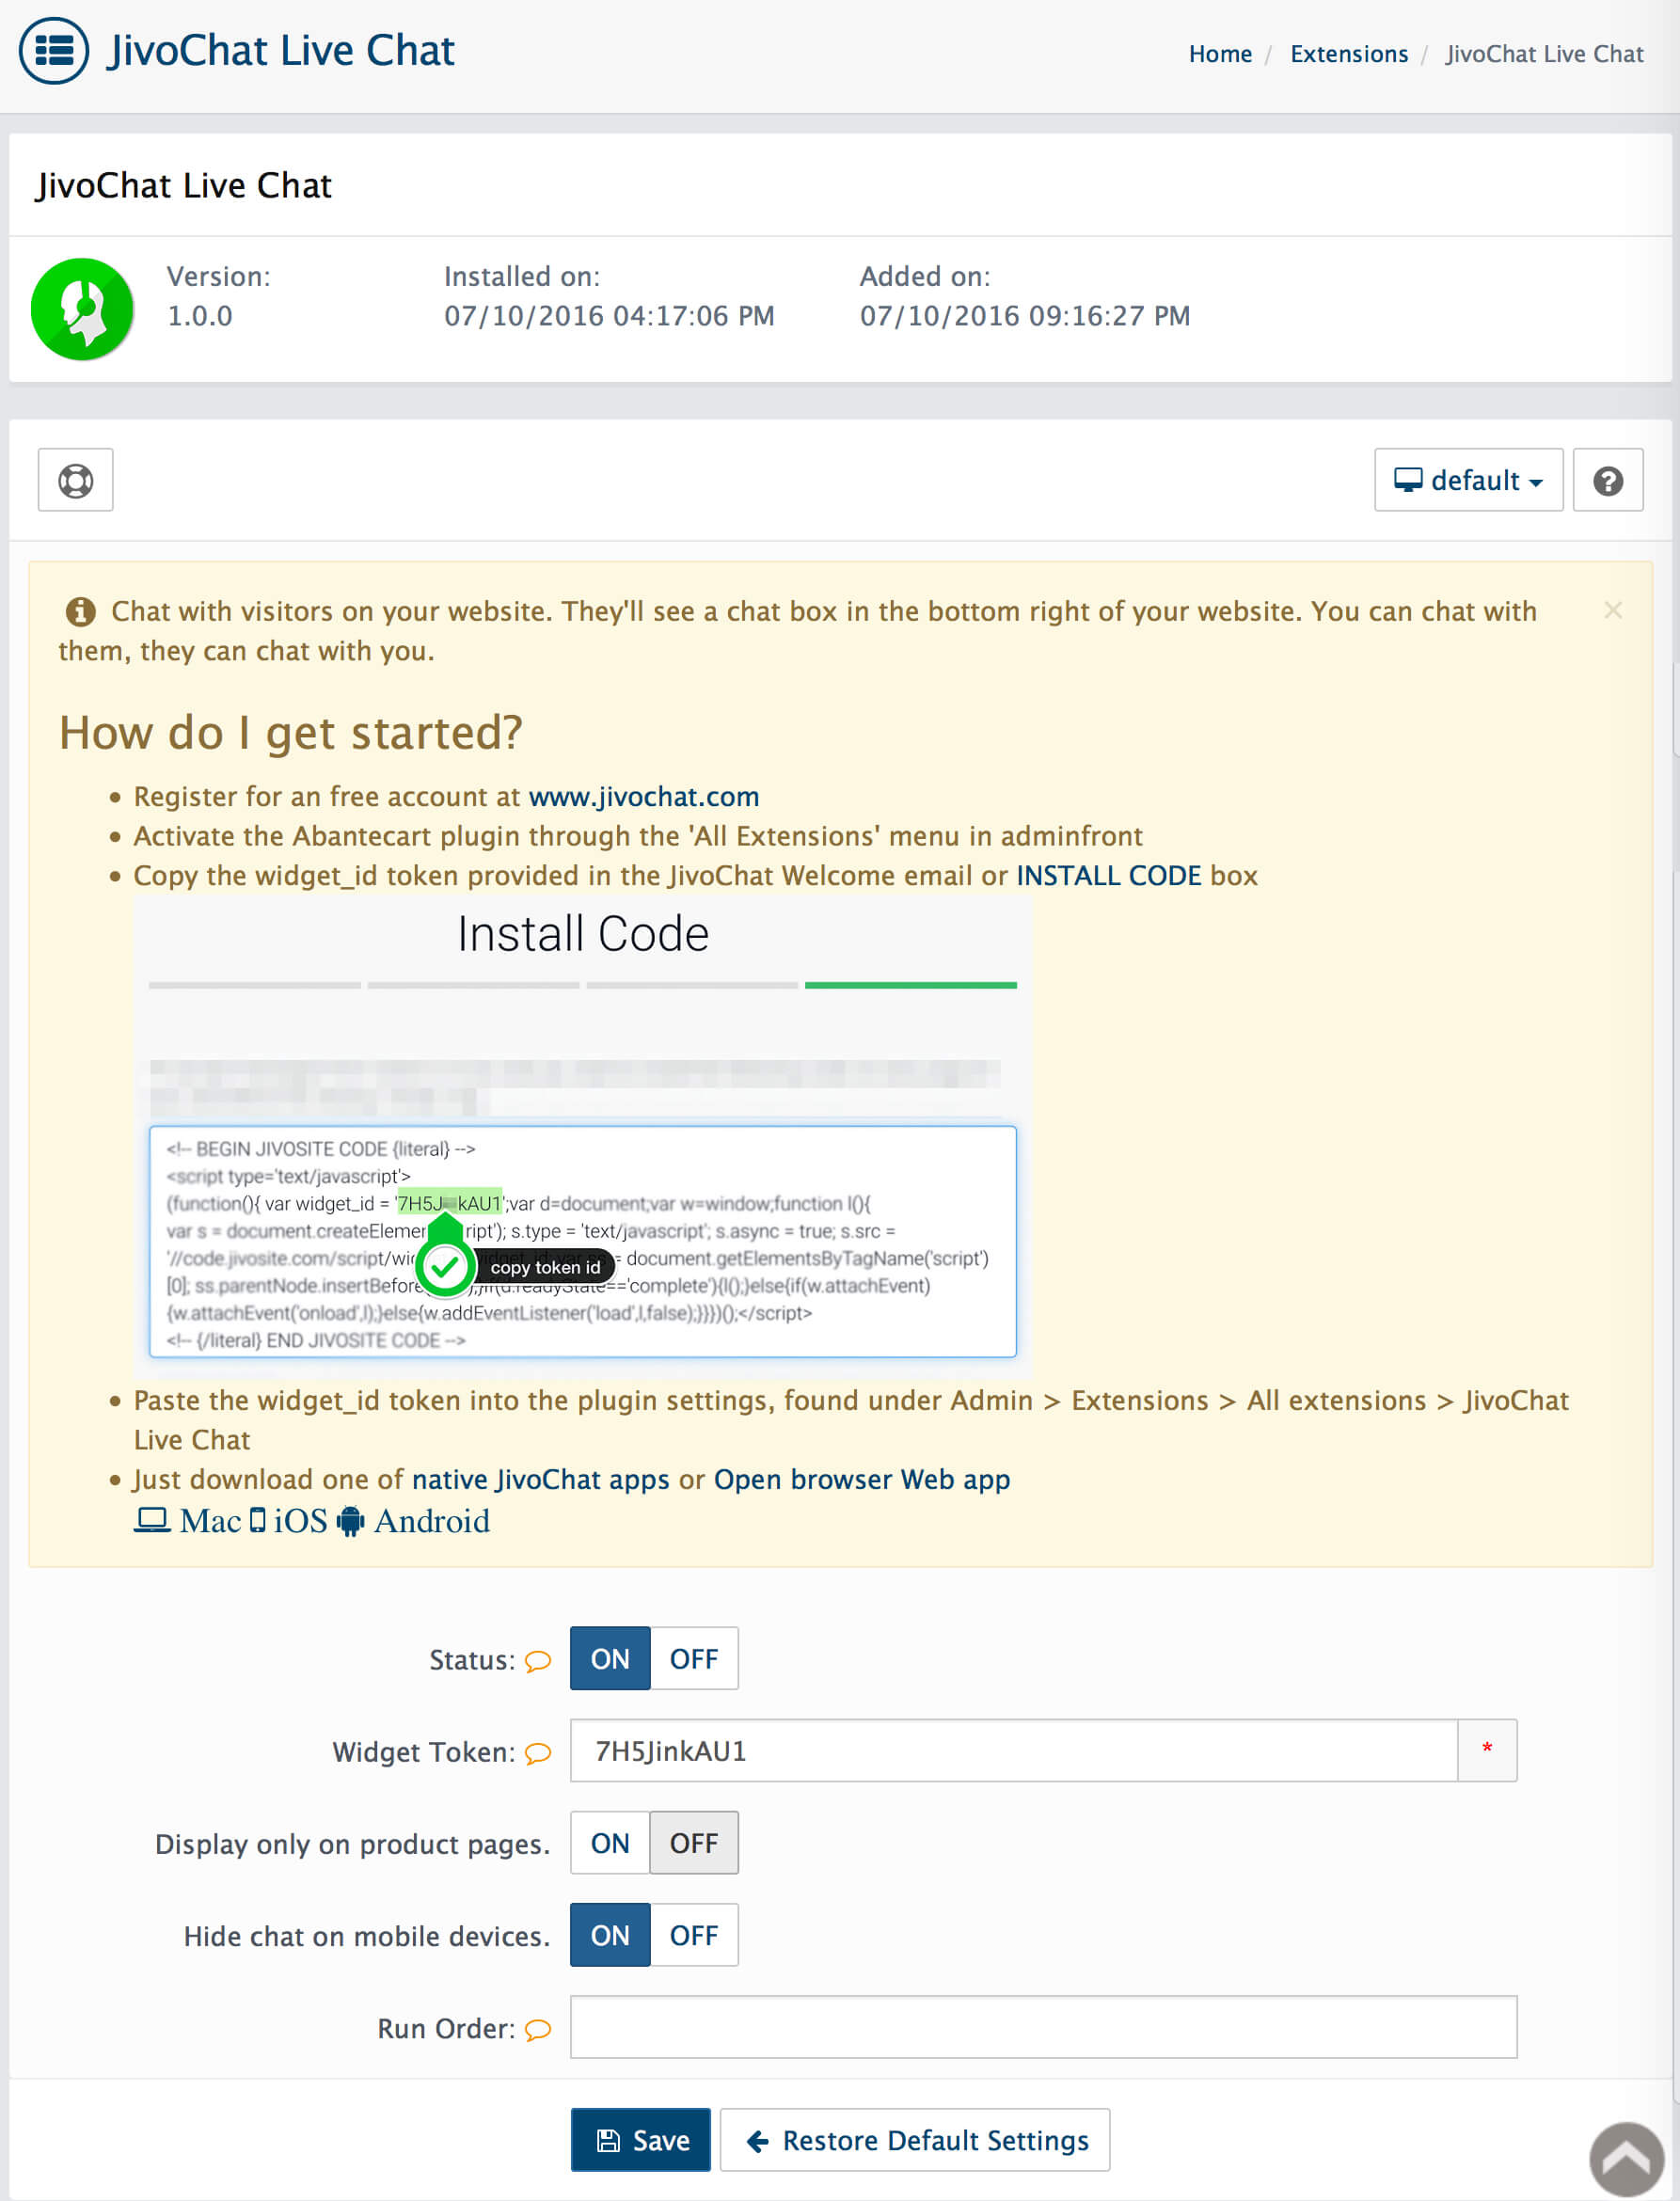 JivoChat Live Chat
Home / Extensions / JivoChat Live Chat
JivoChat Live Chat
Version: Installed on: Added on:
1.0.0 07/10/2016 04:17:06 PM 07/10/2016 09:16:27 PM
default
Chat with visitors on your website. They'll see a chat box in the bottom right of your website. You can chat with
them, they can chat with you.
How do I get started?
• Register for an free account at www.jivochat.com
• Activate the Abantecart plugin through the 'All Extensions' menu in adminfront
• Copy the widget_id token provided in the JivoChat Welcome email or INSTALL CODE box
Install Code
<!-- BEGIN JIVOSITE CODE {literal} -->
<script type='text/javascript'>
(function(){ var widget_id = '7H5J kAU1';var d=document;var w=window;function l(){
var s = document.createElemen ript'); s.type = 'text/javascript'; s.async = true; s.src =
'//code.jivosite.com/script/wid = document.getElementsByTagName('script')
copy token id
[0]; ss.parentNode.insertBefore ;}if(d.readyState=='complete'){l();}else{if(w.attachEvent)
{w.attachEvent('onload',l);}else{w.addEventListener('load',l,false);}}})();</script>
<!-- {/literal} END JIVOSITE CODE -->
• Paste the widget_id token into the plugin settings, found under Admin > Extensions > All extensions > JivoChat
Live Chat
• Just download one of native JivoChat apps or Open browser Web app
Mac iOS Android
Status: ON OFF
Widget Token: 7H5JinkAU1 *
Display only on product pages. ON OFF
Hide chat on mobile devices. ON OFF
Run Order:
Save Restore Default Settings